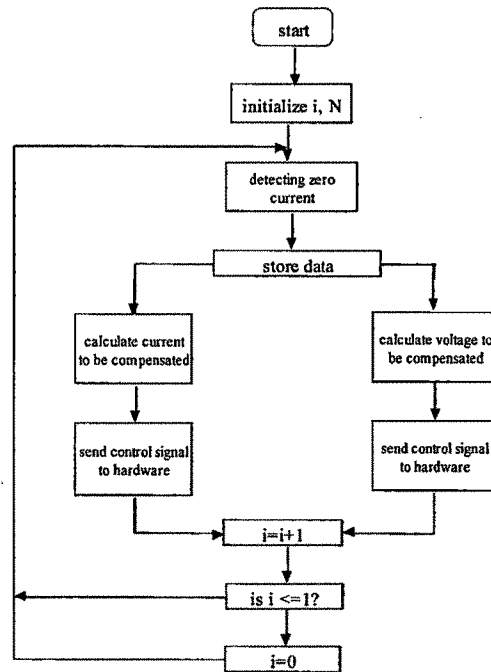 start
initialize i, N
detecting zero
current
store data
calculate current
to be compensated
calculate voltage to
be compensated
send control signal
to hardware
send control signal
to hardware
i=i+1
is i <=1?
i=0